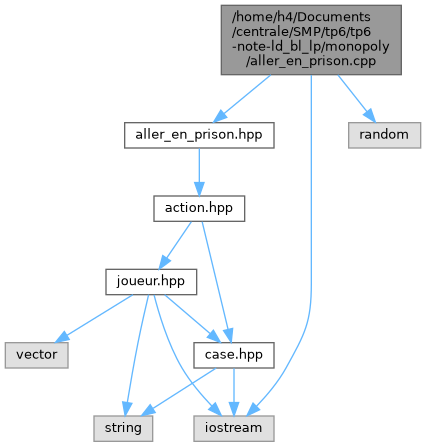 /home/h4/Documents
/centrale/SMP/tp6/tp6
-note-ld_bl_lp/monopoly
/aller_en_prison.cpp
aller_en_prison.hpp
random
action.hpp
joueur.hpp
vector
case.hpp
string
iostream